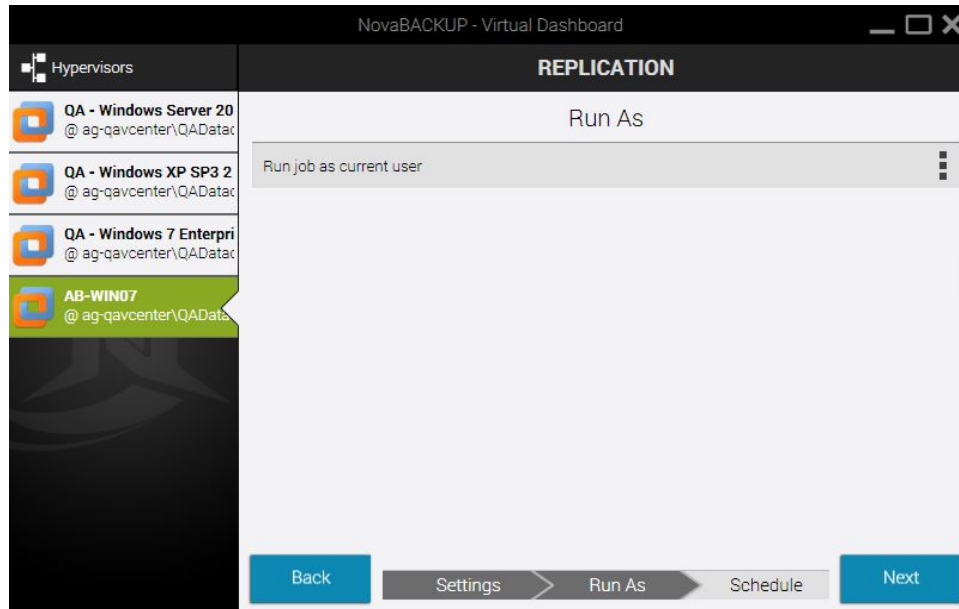 NovaBACKUP - Virtual Dashboard
Hypervisors
REPLICATION
QA - Windows Server 20
@ ag-qavcenter\QADatac
QA - Windows XP SP3 2
@ ag-qavcenter\QADatac
QA - Windows 7 Enterpri
@ ag-qavcenter\QADatac
AB-WIN07
@ ag-qavcenter\QAData
Run As
Run job as current user
Back
Settings
Run As
Schedule
Next